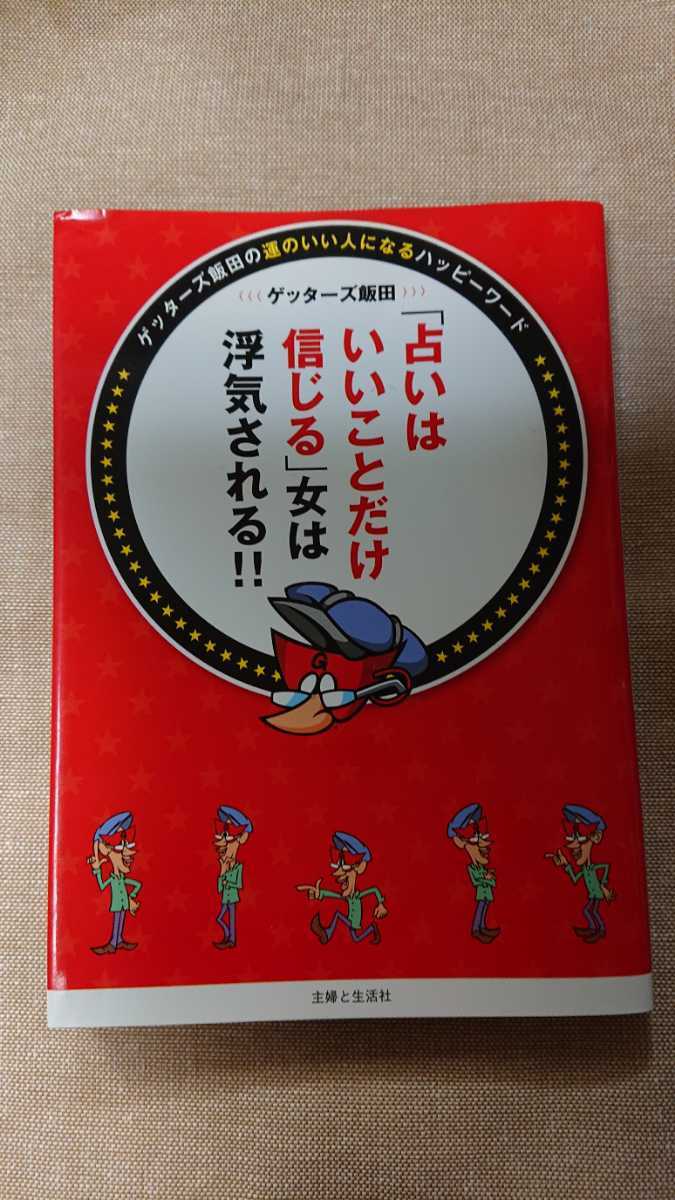 ゲッターズ飯田の運のいい人になるハッピーワード
ゲッターズ飯田
「占いは
いいことだけ
信じる」女は
浮気される!!
G
主婦と生活社